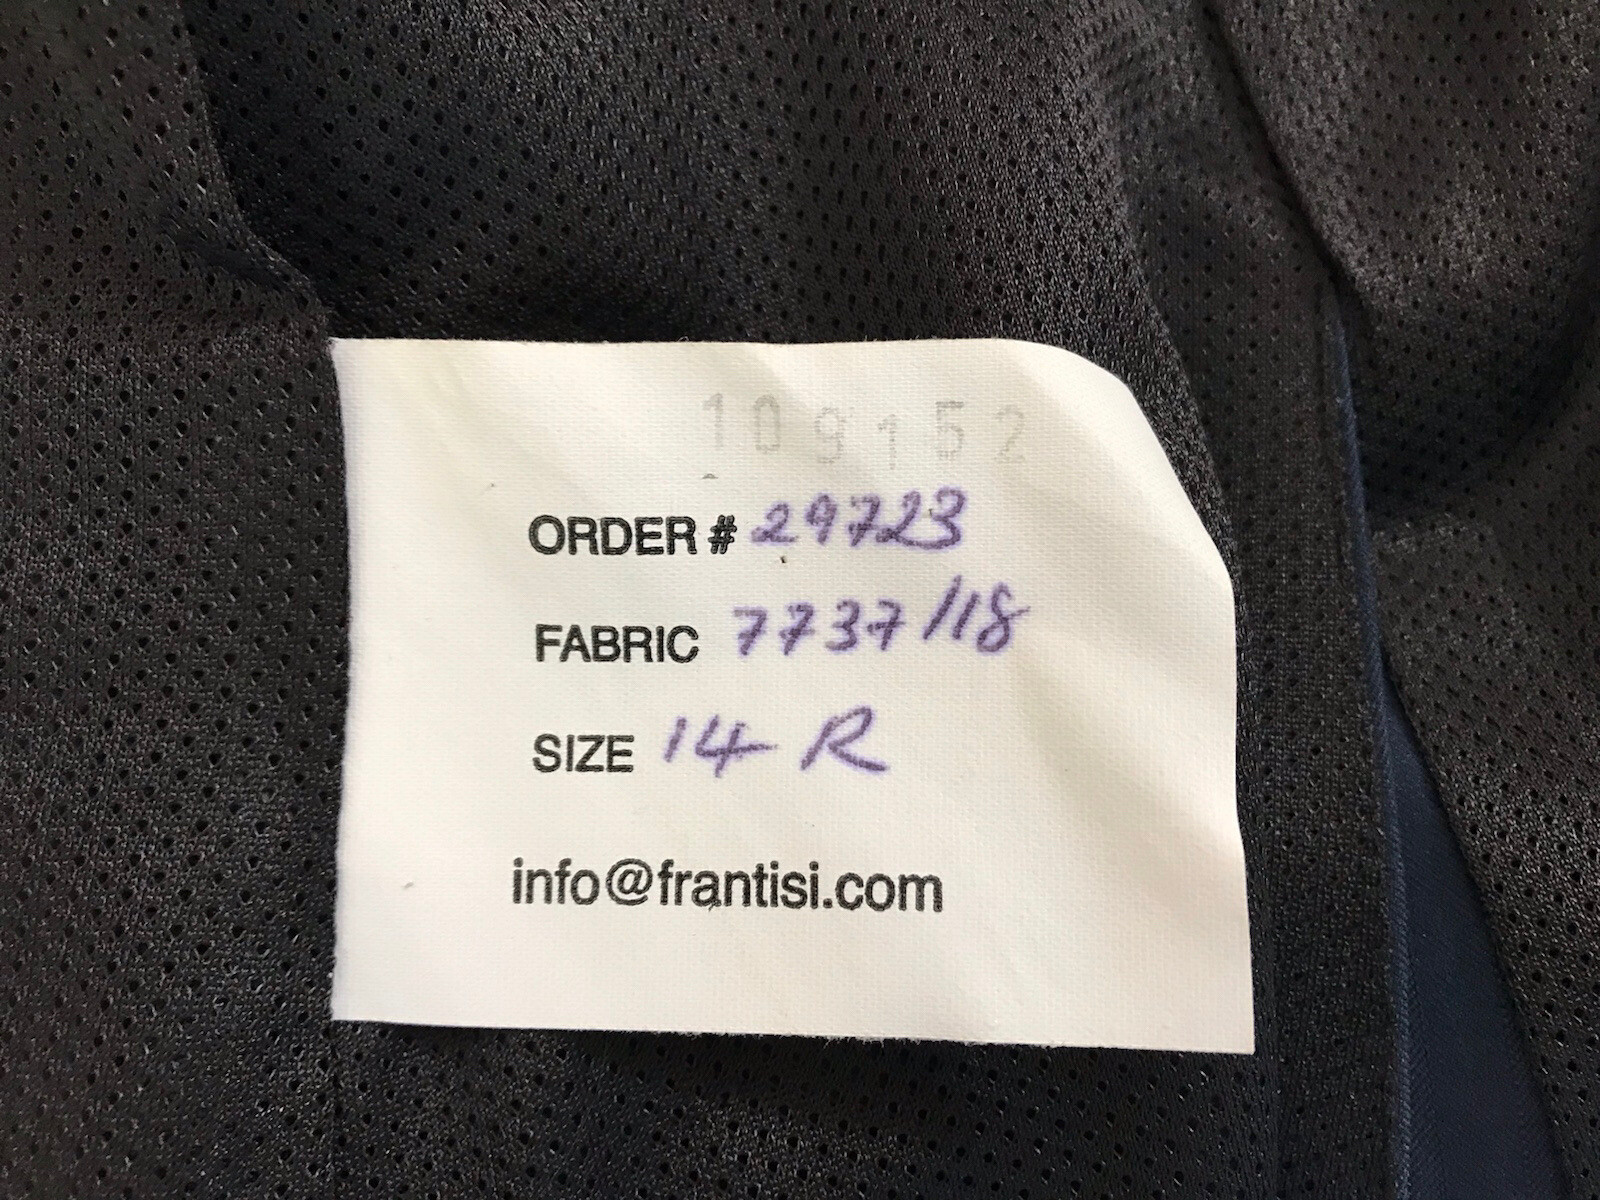 109152
ORDER # 29723
FABRIC 7737/18
SIZE 14 R
info@frantisi.com